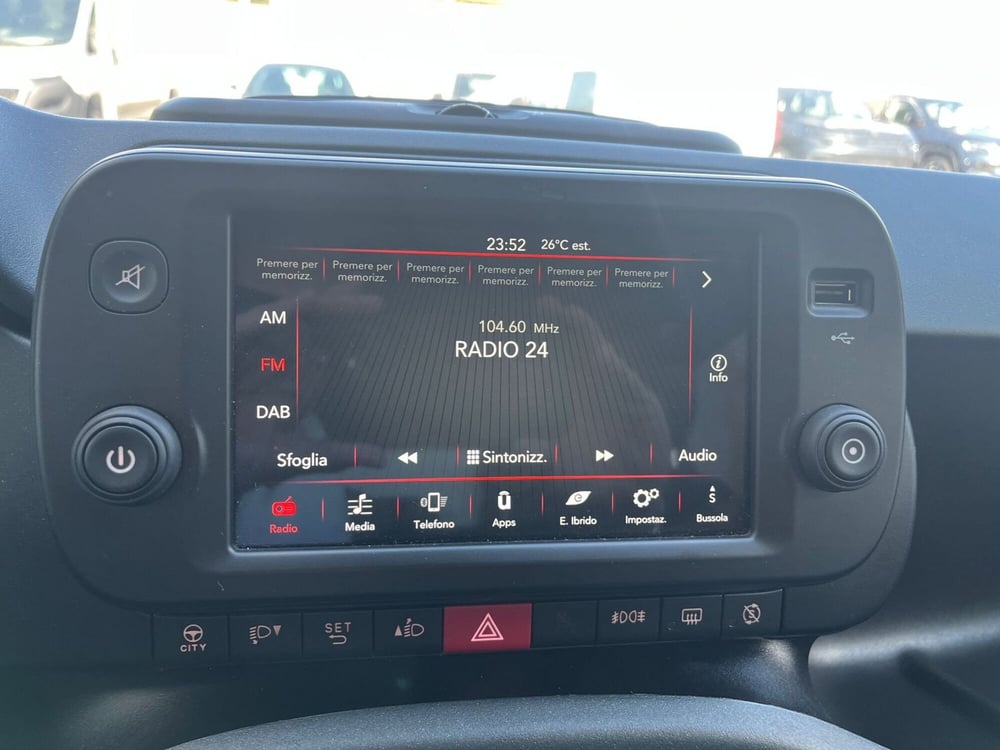 23:52 26°C est.
Premere per memorizz.
Premere per memorizz.
Premere per memorizz.
Premere per memorizz.
Premere per memorizz.
Premere per memorizz.
AM
104.60 MHz
RADIO 24
FM
Info
DAB
Sfoglia Sintonizz. Audio
Radio Media Telefono Apps E. Ibrido Impostaz. Bussola
S
CITY
SET